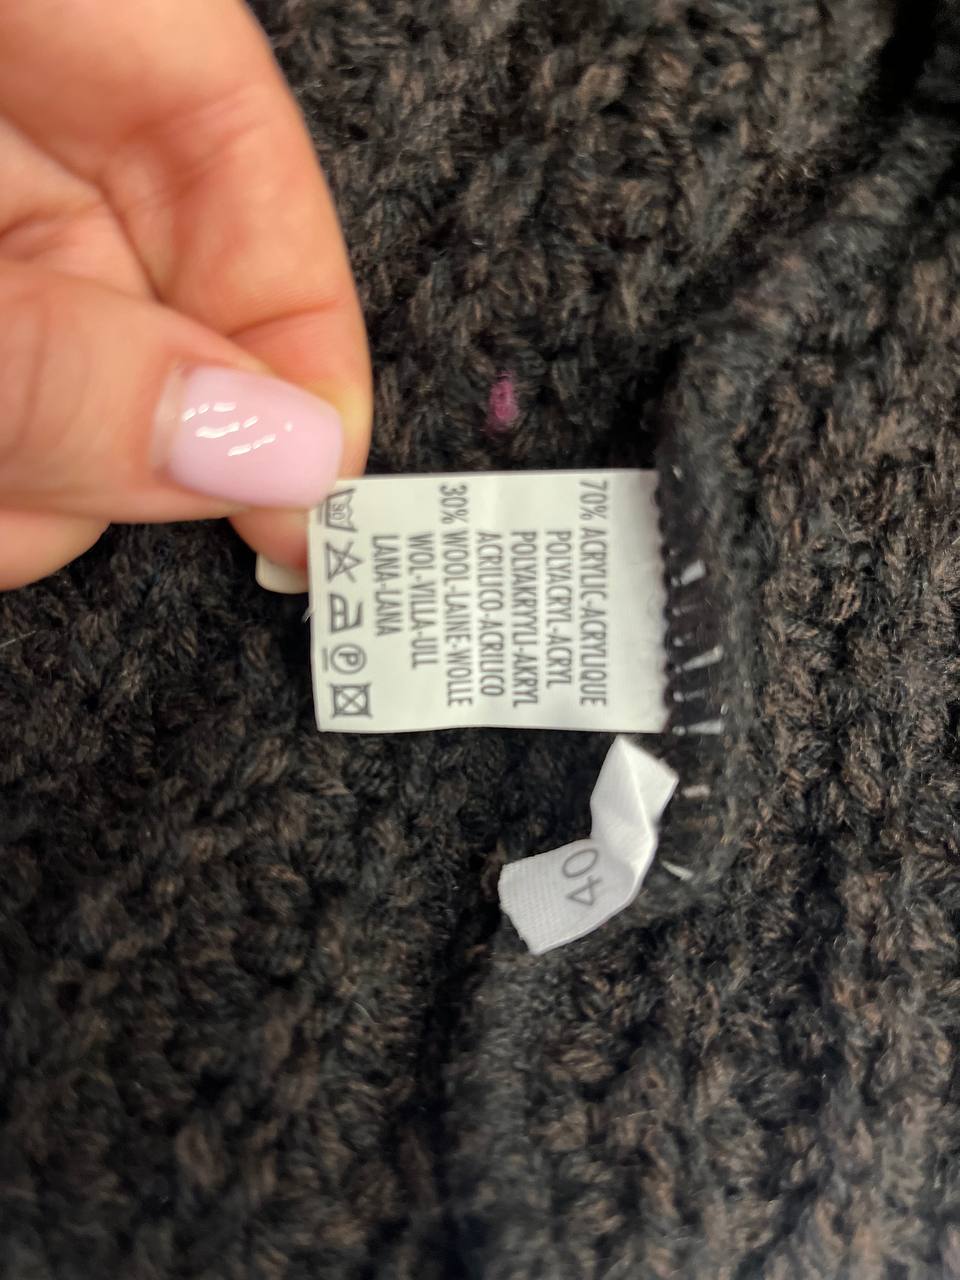 70% ACRYLIC-ACRYLIQUE
POLYACRYL-ACRYL
POLYAKRYYLI-AKRYL
ACRILICO-ACRILICO
30% WOOL-LAINE-WOLLE
WOL-VILLA-ULL
LANA-LANA
30
P
40